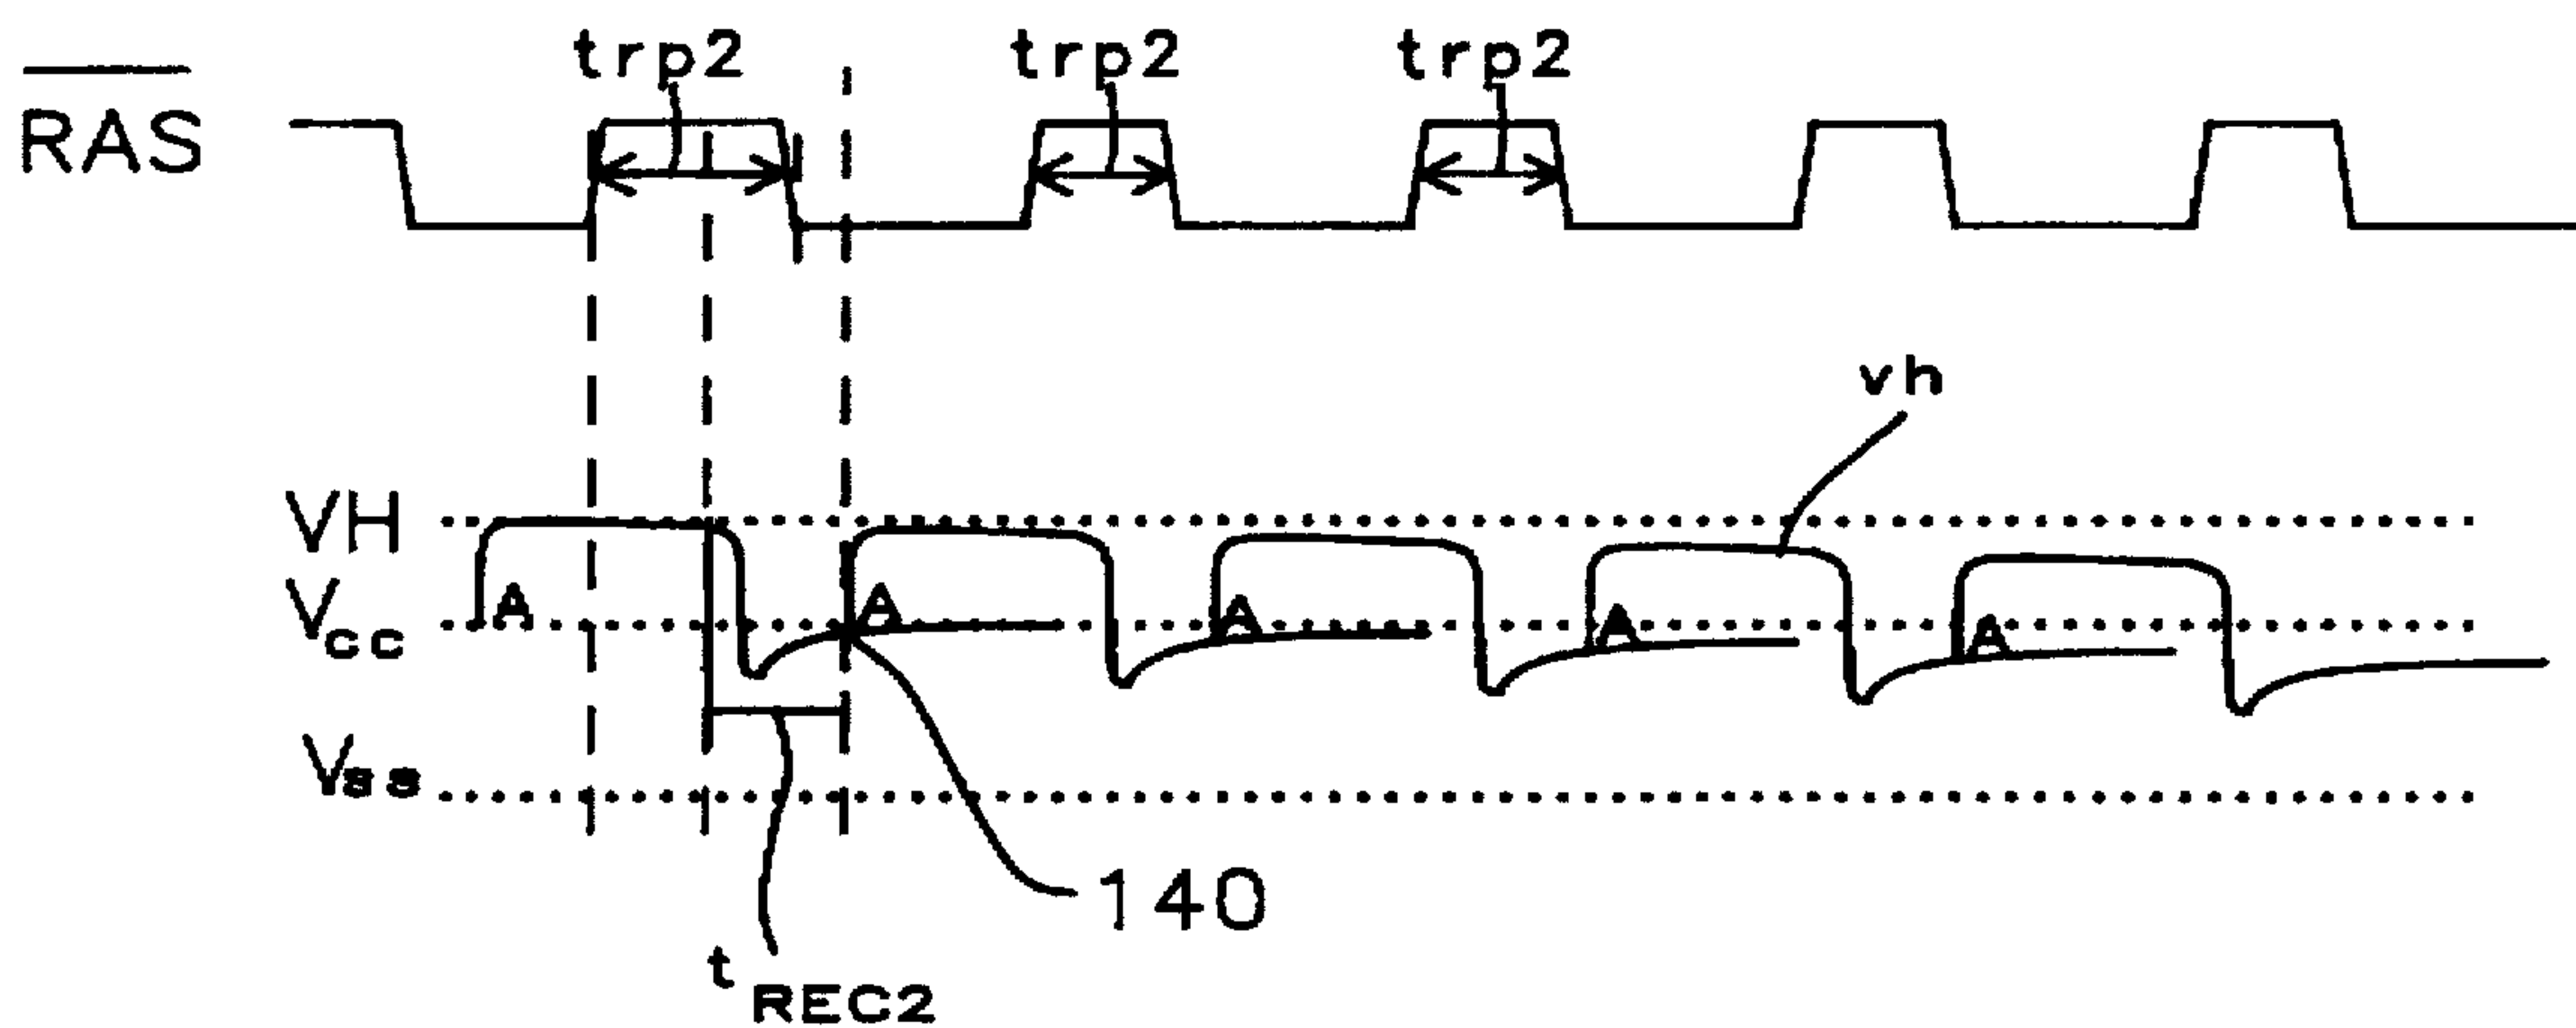 trp2 trp2 trp2
RAS
vh
VH
A A A A A
Vcc
Vss
140
tREC2